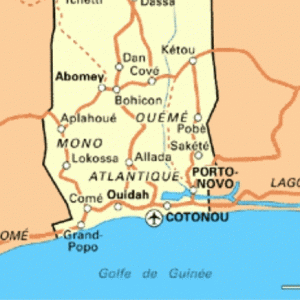 Tchetti
Dassa
Kétou
Dan
Covè
Abomey
Bohicon
OUÉMÉ
Aplahoué
Pobè
MONO
Sakété
Lokossa
Allada
ATLANTIQUE
PORTO-
NOVO
LAGO
Comé
Ouidah
COTONOU
OMÉ
Grand-
Popo
Golfe de Guinée